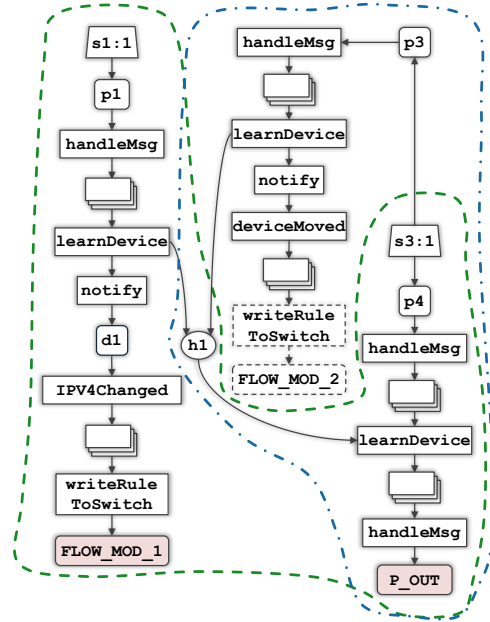 s1:1
p1
handleMsg
learnDevice
notify
d1
IPV4Changed
writeRule
ToSwitch
FLOW_MOD_1
h1
handleMsg
p3
learnDevice
notify
deviceMoved
writeRule
ToSwitch
FLOW_MOD_2
s3:1
p4
handleMsg
learnDevice
handleMsg
P_OUT